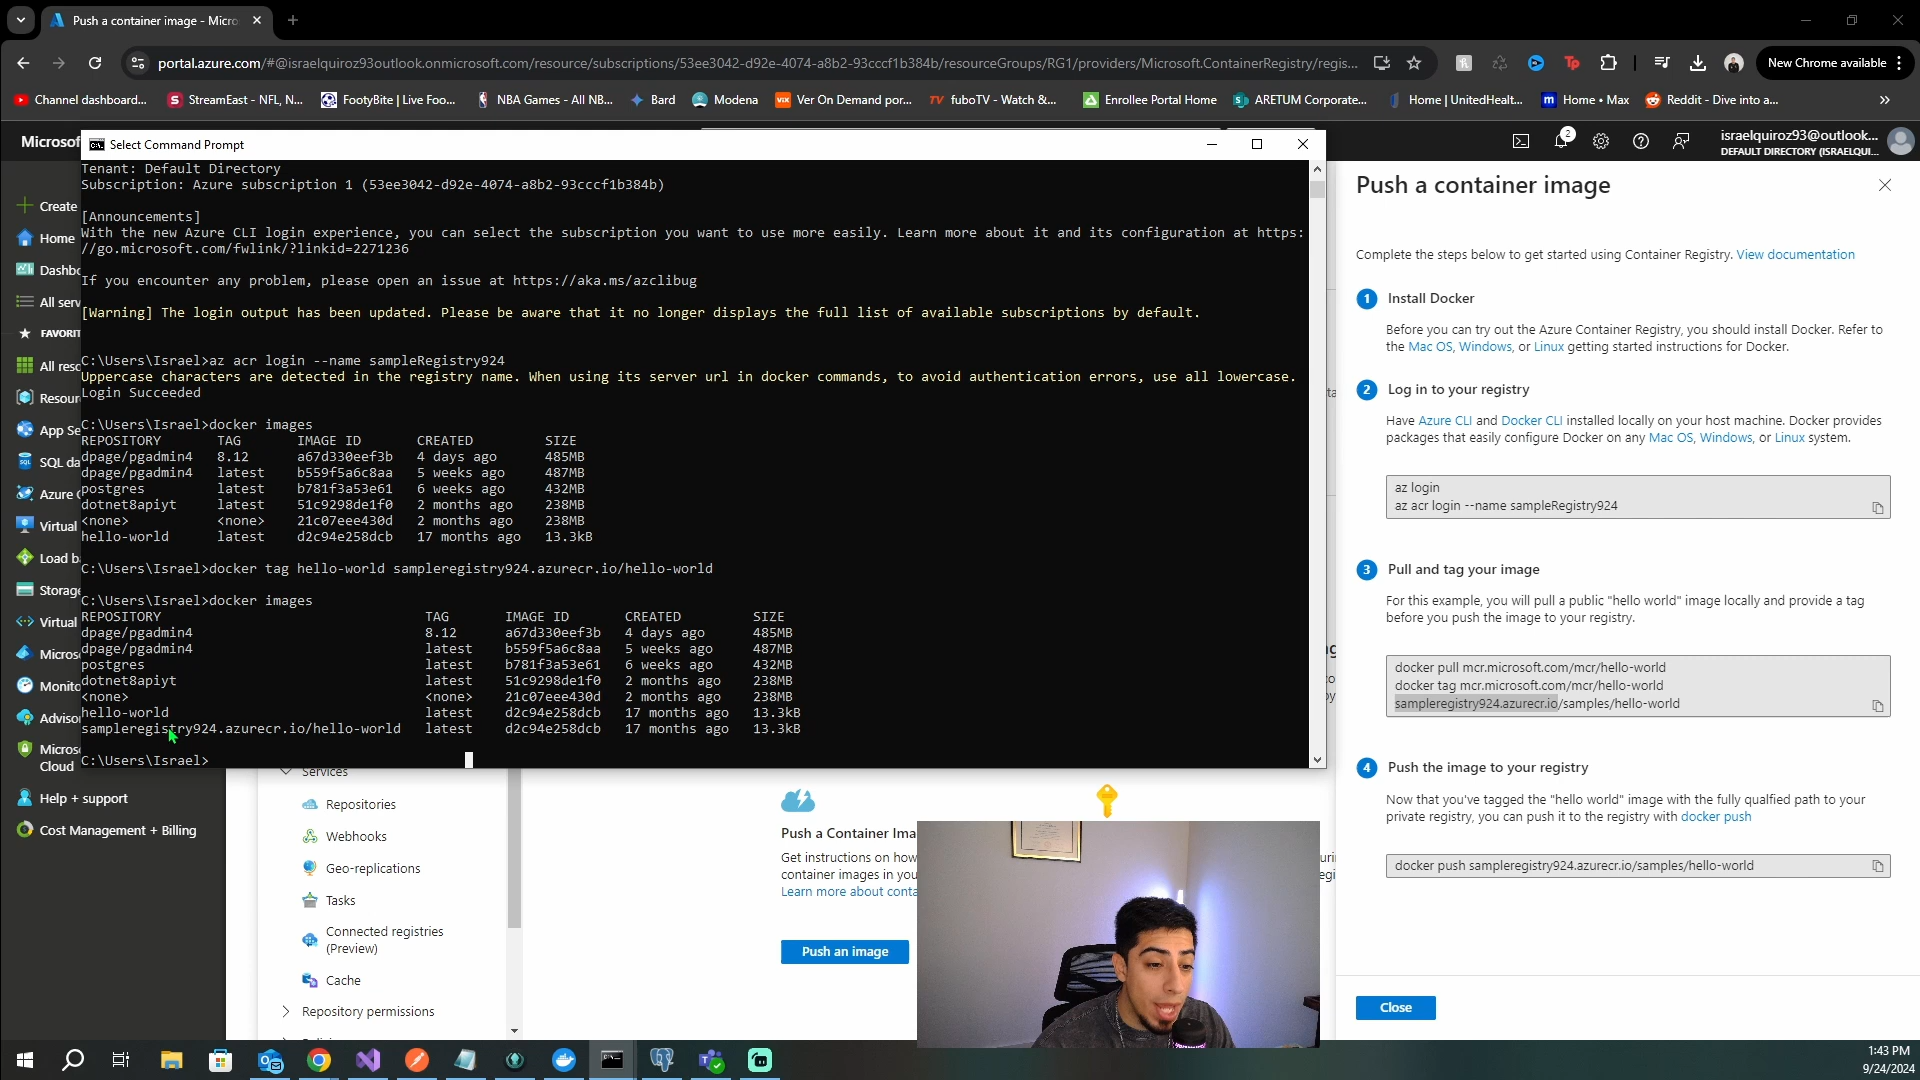 Push a container image - Micro
portal.azure.com/#@israelquiroz93outlook.onmicrosoft.com/resource/subscriptions/53ee3042-d92e-4074-a8b2-93cccf1b384b/resourceGroups/RG1/providers/Microsoft.ContainerRegistry/regis...
New Chrome available
Channel dashboard...
StreamEast - NFL, N...
FootyBite | Live Foo...
NBA Games - All NB...
Bard
Modena
Ver On Demand por...
fuboTV - Watch &...
Enrollee Portal Home
ARETUM Corporate...
Home | UnitedHealt...
Home • Max
Reddit - Dive into a...
Microsof
2
israelquiroz93@outlook...
DEFAULT DIRECTORY (ISRAELQUI...
Create
Home
Dashbo
All serv
FAVORIT
All reso
Resour
App Se
SQL da
Azure C
Virtual
Load b
Storage
Virtual
Micros
Monito
Advisor
Micros
Cloud
Help + support
Cost Management + Billing
Select Command Prompt
Tenant: Default Directory
Subscription: Azure subscription 1 (53ee3042-d92e-4074-a8b2-93cccf1b384b)
[Announcements]
With the new Azure CLI login experience, you can select the subscription you want to use more easily. Learn more about it and its configuration at https:
//go.microsoft.com/fwlink/?linkid=2271236
If you encounter any problem, please open an issue at https://aka.ms/azclibug
[Warning] The login output has been updated. Please be aware that it no longer displays the full list of available subscriptions by default.
C:\Users\Israel>az acr login --name sampleRegistry924
Uppercase characters are detected in the registry name. When using its server url in docker commands, to avoid authentication errors, use all lowercase.
Login Succeeded
C:\Users\Israel>docker images
REPOSITORY TAG IMAGE ID CREATED SIZE
dpage/pgadmin4 8.12 a67d330eef3b 4 days ago 485MB
dpage/pgadmin4 latest b559f5a6c8aa 5 weeks ago 487MB
postgres latest b781f3a53e61 6 weeks ago 432MB
dotnet8apiyt latest 51c9298de1f0 2 months ago 238MB
<none> <none> 21c07eee430d 2 months ago 238MB
hello-world latest d2c94e258dcb 17 months ago 13.3kB
C:\Users\Israel>docker tag hello-world sampleregistry924.azurecr.io/hello-world
C:\Users\Israel>docker images
REPOSITORY TAG IMAGE ID CREATED SIZE
dpage/pgadmin4 8.12 a67d330eef3b 4 days ago 485MB
dpage/pgadmin4 latest b559f5a6c8aa 5 weeks ago 487MB
postgres latest b781f3a53e61 6 weeks ago 432MB
dotnet8apiyt latest 51c9298de1f0 2 months ago 238MB
<none> <none> 21c07eee430d 2 months ago 238MB
hello-world latest d2c94e258dcb 17 months ago 13.3kB
sampleregistry924.azurecr.io/hello-world latest d2c94e258dcb 17 months ago 13.3kB
C:\Users\Israel>
Services
Repositories
Webhooks
Geo-replications
Tasks
Connected registries
(Preview)
Cache
Repository permissions
Push a Container Ima
Get instructions on how
container images in you
Learn more about conta
Push an image
Push a container image
Complete the steps below to get started using Container Registry. View documentation
1 Install Docker
Before you can try out the Azure Container Registry, you should install Docker. Refer to
the Mac OS, Windows, or Linux getting started instructions for Docker.
2 Log in to your registry
Have Azure CLI and Docker CLI installed locally on your host machine. Docker provides
packages that easily configure Docker on any Mac OS, Windows, or Linux system.
az login
az acr login --name sampleRegistry924
3 Pull and tag your image
For this example, you will pull a public "hello world" image locally and provide a tag
before you push the image to your registry.
docker pull mcr.microsoft.com/mcr/hello-world
docker tag mcr.microsoft.com/mcr/hello-world
sampleregistry924.azurecr.io/samples/hello-world
4 Push the image to your registry
Now that you've tagged the "hello world" image with the fully qualfied path to your
private registry, you can push it to the registry with docker push
docker push sampleregistry924.azurecr.io/samples/hello-world
Close
1:43 PM
9/24/2024